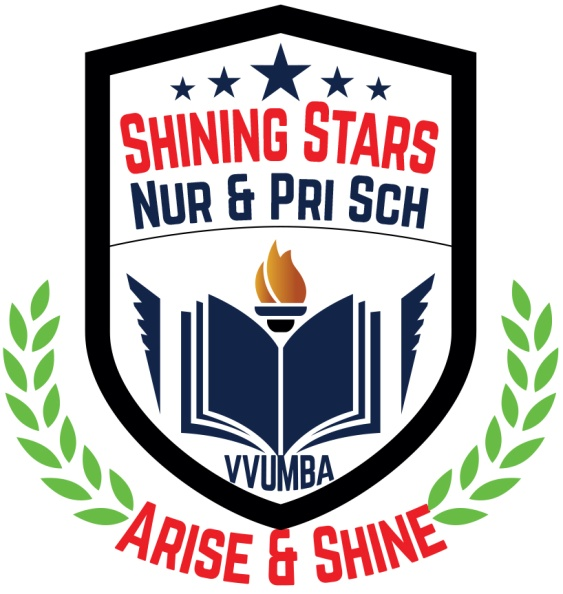 Shining Stars
Nur & Pri Sch
VVUMBA
Arise & Shine